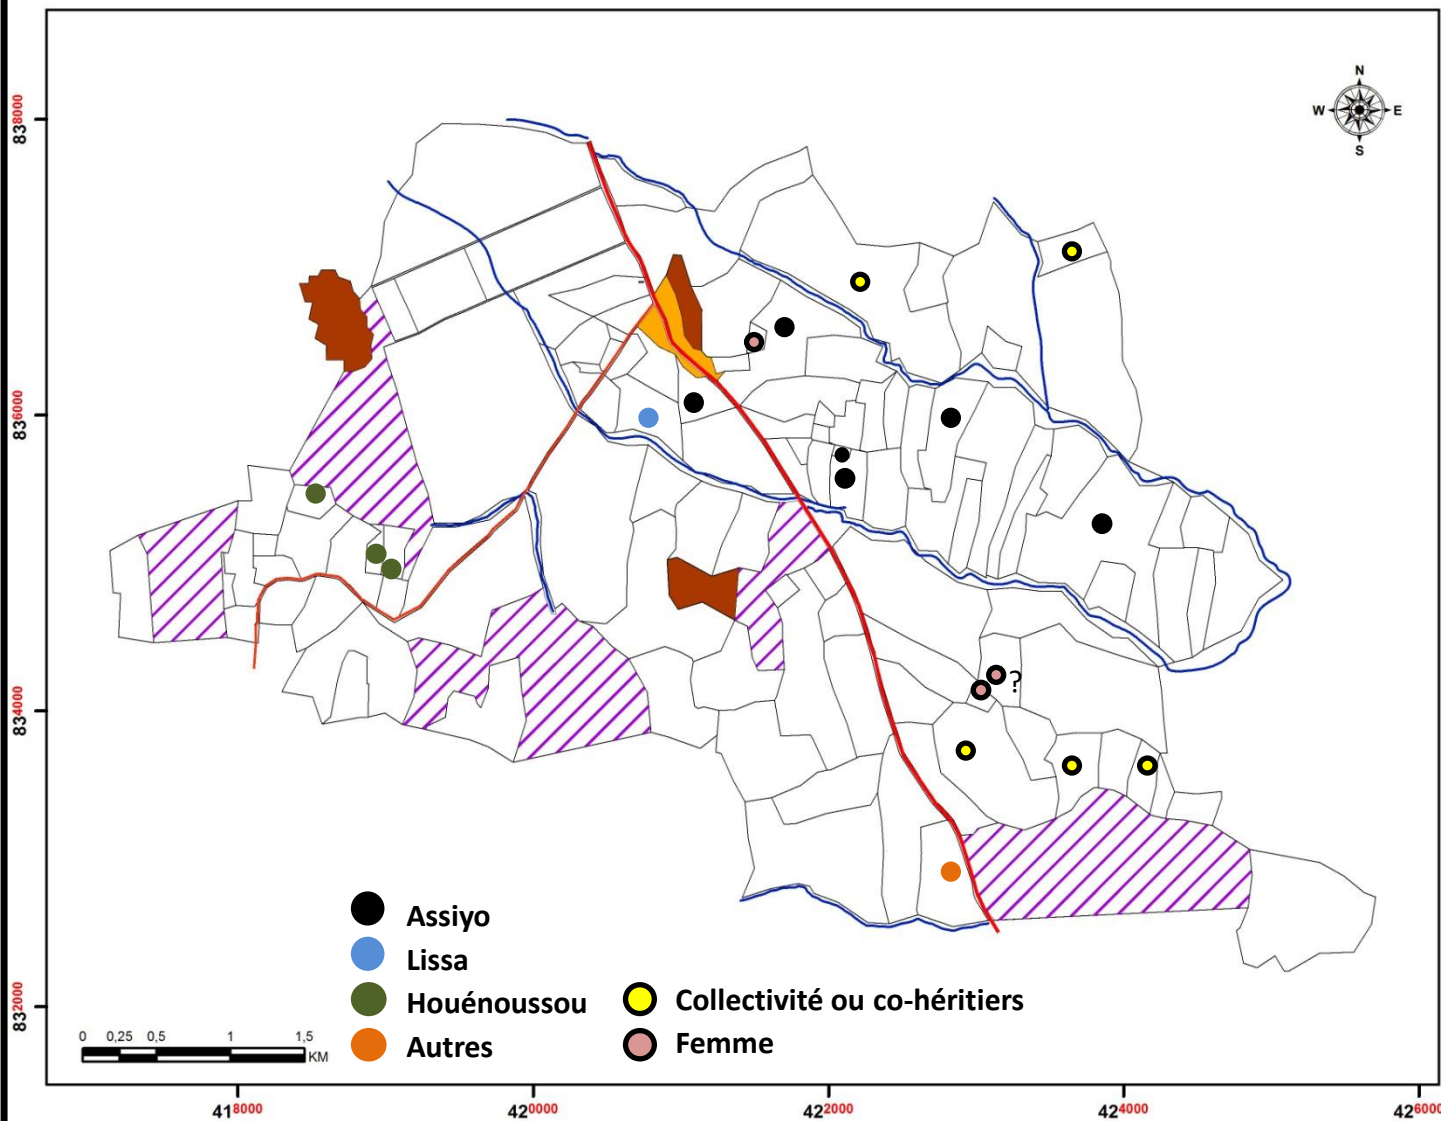 N
W E
S
838000
836000
834000
832000
?
Assiyo
Lissa
Houénoussou
Autres
Collectivité ou co-héritiers
Femme
0 0,25 0,5 1 1,5
KM
418000 420000 422000 424000 426000